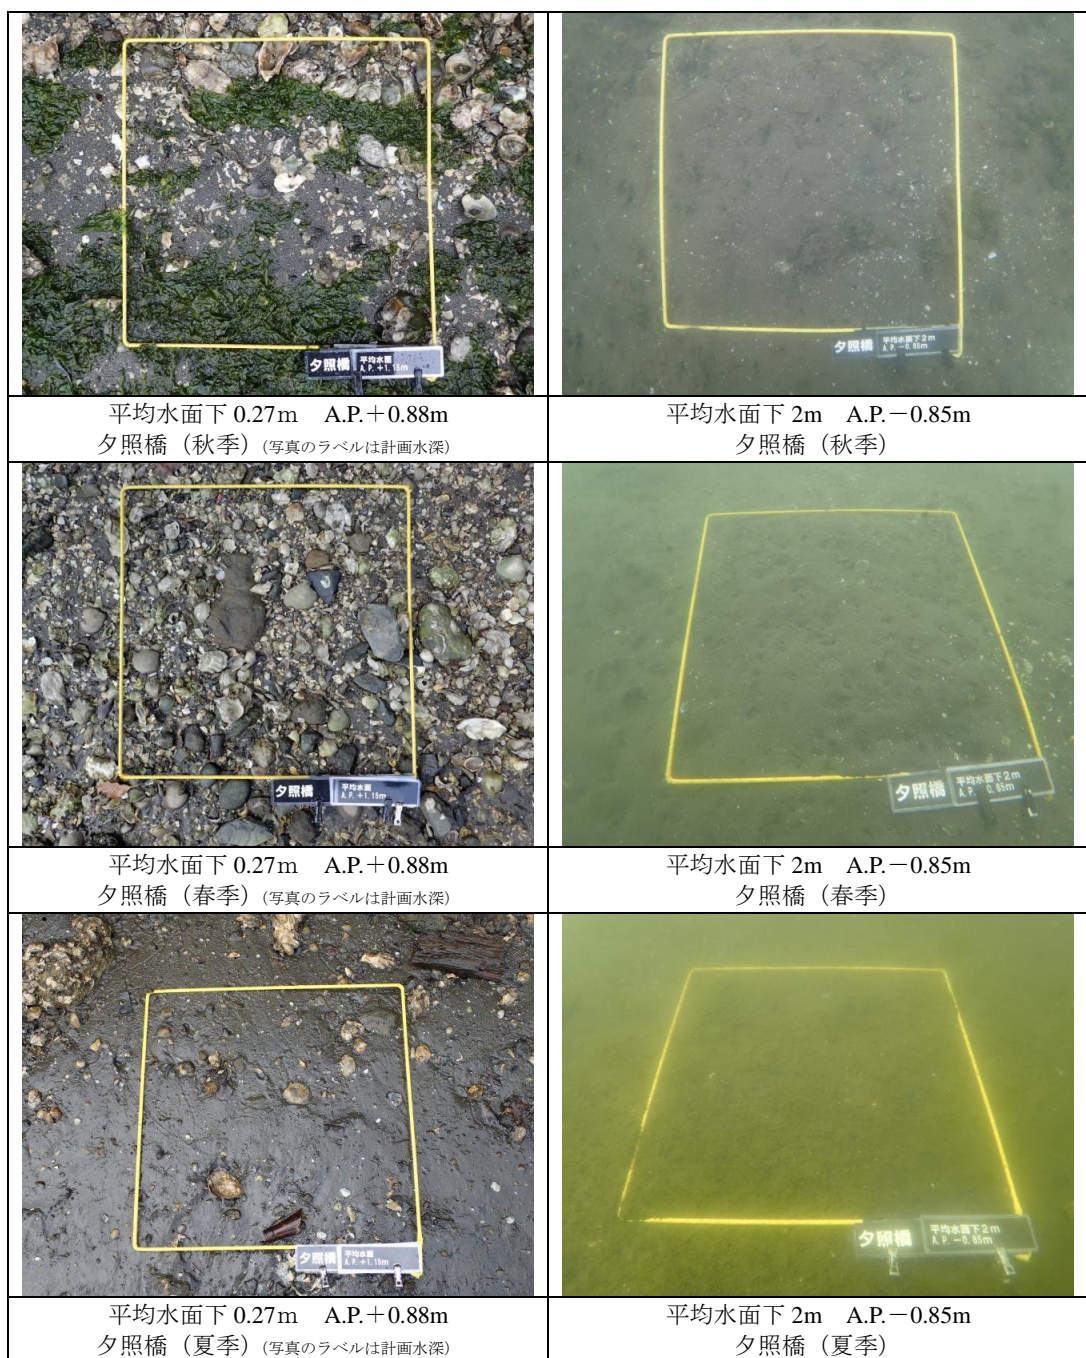 夕照橋 平均水面 A.P.+1.15m
夕照橋 平均水面下2m A.P.-0.85m
平均水面下 0.27m　A.P.＋0.88m
夕照橋（秋季）(写真のラベルは計画水深)
平均水面下 2m　A.P.－0.85m
夕照橋（秋季）
夕照橋 平均水面 A.P.+1.15m
夕照橋 平均水面下2m A.P.-0.85m
平均水面下 0.27m　A.P.＋0.88m
夕照橋（春季）(写真のラベルは計画水深)
平均水面下 2m　A.P.－0.85m
夕照橋（春季）
夕照橋 平均水面 A.P.+1.15m
夕照橋 平均水面下2m A.P.-0.85m
平均水面下 0.27m　A.P.＋0.88m
夕照橋（夏季）(写真のラベルは計画水深)
平均水面下 2m　A.P.－0.85m
夕照橋（夏季）